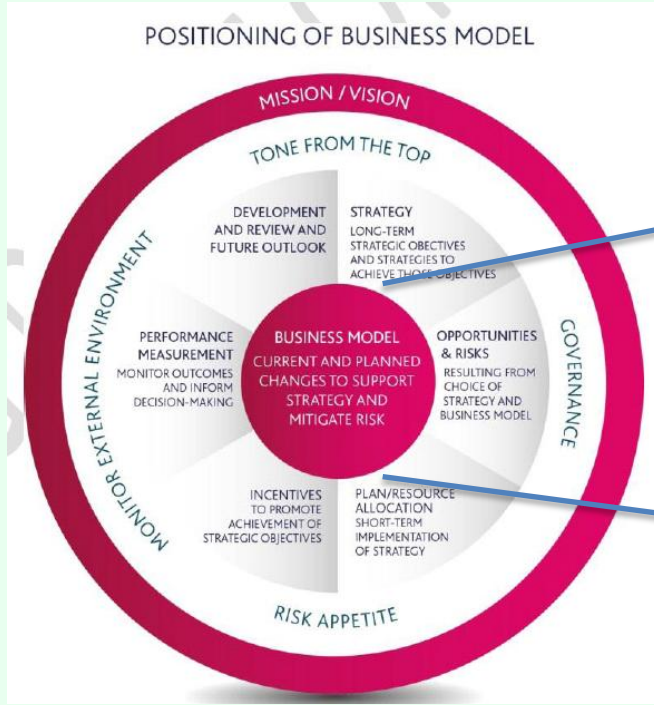 POSITIONING OF BUSINESS MODEL
MISSION / VISION
TONE FROM THE TOP
DEVELOPMENT
AND REVIEW AND
FUTURE OUTLOOK
STRATEGY
LONG-TERM
STRATEGIC OBECTIVES
AND STRATEGIES TO
ACHIEVE THOSE OBJECTIVES
MONITOR EXTERNAL ENVIRONMENT
PERFORMANCE
MEASUREMENT
MONITOR OUTCOMES
AND INFORM
DECISION-MAKING
BUSINESS MODEL
CURRENT AND PLANNED
CHANGES TO SUPPORT
STRATEGY AND
MITIGATE RISK
OPPORTUNITIES
& RISKS
RESULTING FROM
CHOICE OF
STRATEGY AND
BUSINESS MODEL
GOVERNANCE
INCENTIVES
TO PROMOTE
ACHIEVEMENT OF
STRATEGIC OBJECTIVES
PLAN/RESOURCE
ALLOCATION
SHORT-TERM
IMPLEMENTATION
OF STRATEGY
RISK APPETITE